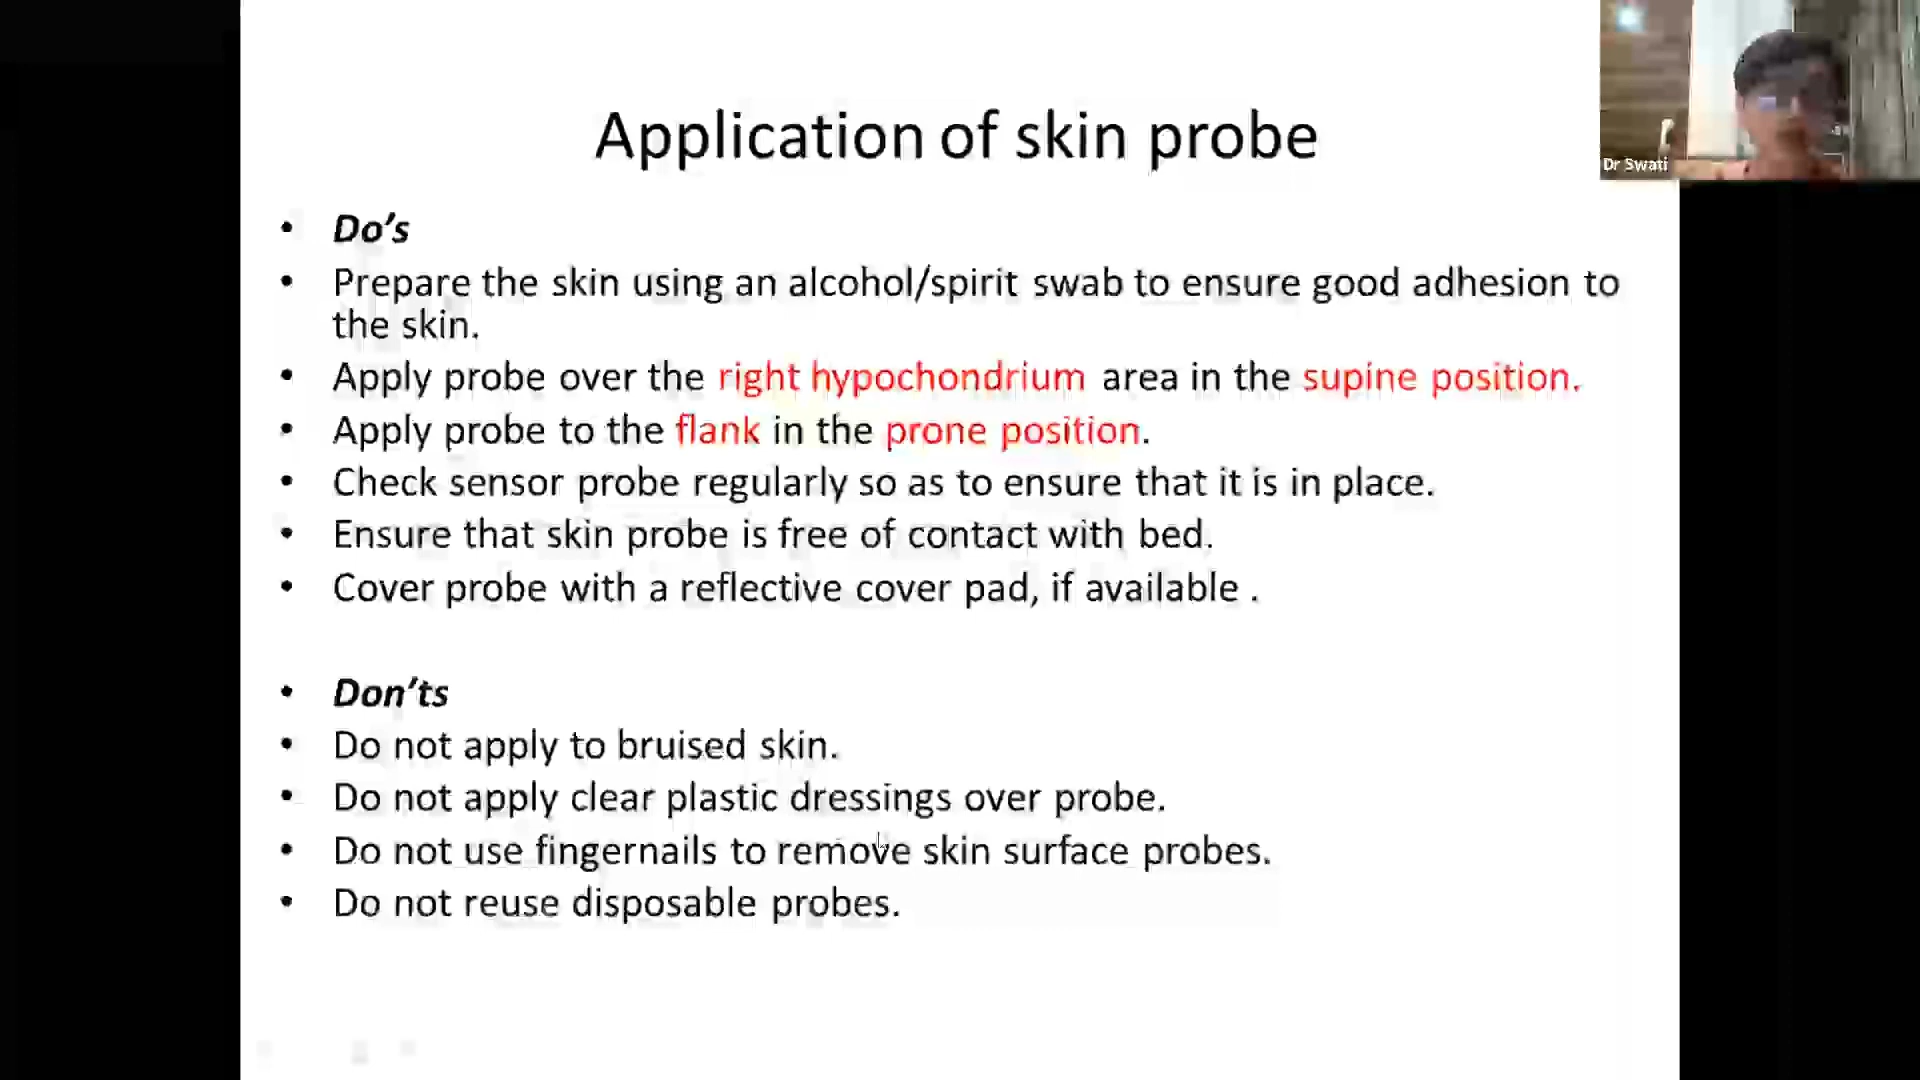 Application of skin probe
Dr Swati
• Do’s
• Prepare the skin using an alcohol/spirit swab to ensure good adhesion to
the skin.
• Apply probe over the right hypochondrium area in the supine position.
• Apply probe to the flank in the prone position.
• Check sensor probe regularly so as to ensure that it is in place.
• Ensure that skin probe is free of contact with bed.
• Cover probe with a reflective cover pad, if available .
• Don’ts
• Do not apply to bruised skin.
• Do not apply clear plastic dressings over probe.
• Do not use fingernails to remove skin surface probes.
• Do not reuse disposable probes.